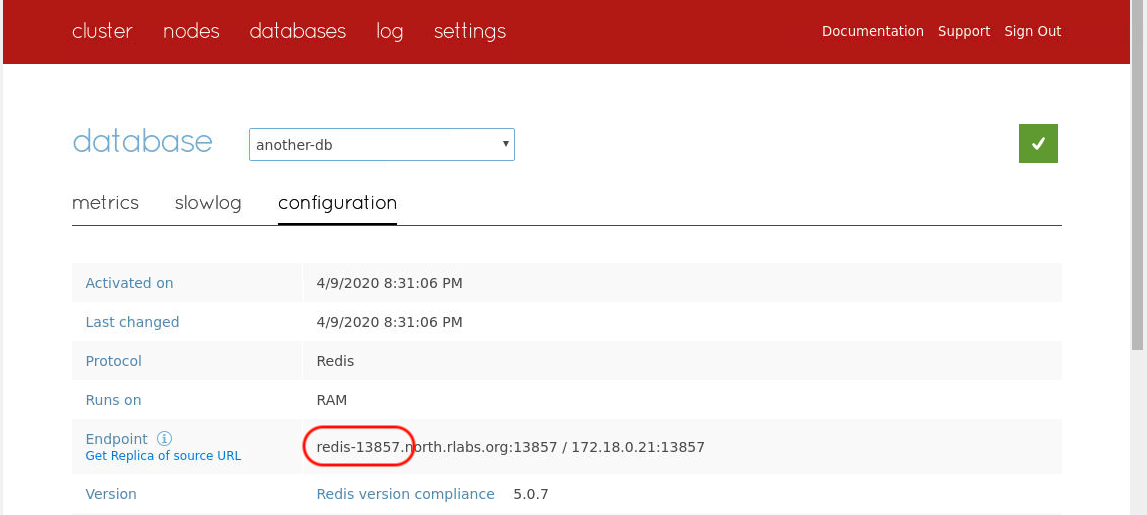 cluster nodes databases log settings Documentation Support Sign Out
database another-db
metrics slowlog configuration
Activated on 4/9/2020 8:31:06 PM
Last changed 4/9/2020 8:31:06 PM
Protocol Redis
Runs on RAM
Endpoint redis-13857.north.rlabs.org:13857 / 172.18.0.21:13857
Get Replica of source URL
Version Redis version compliance 5.0.7